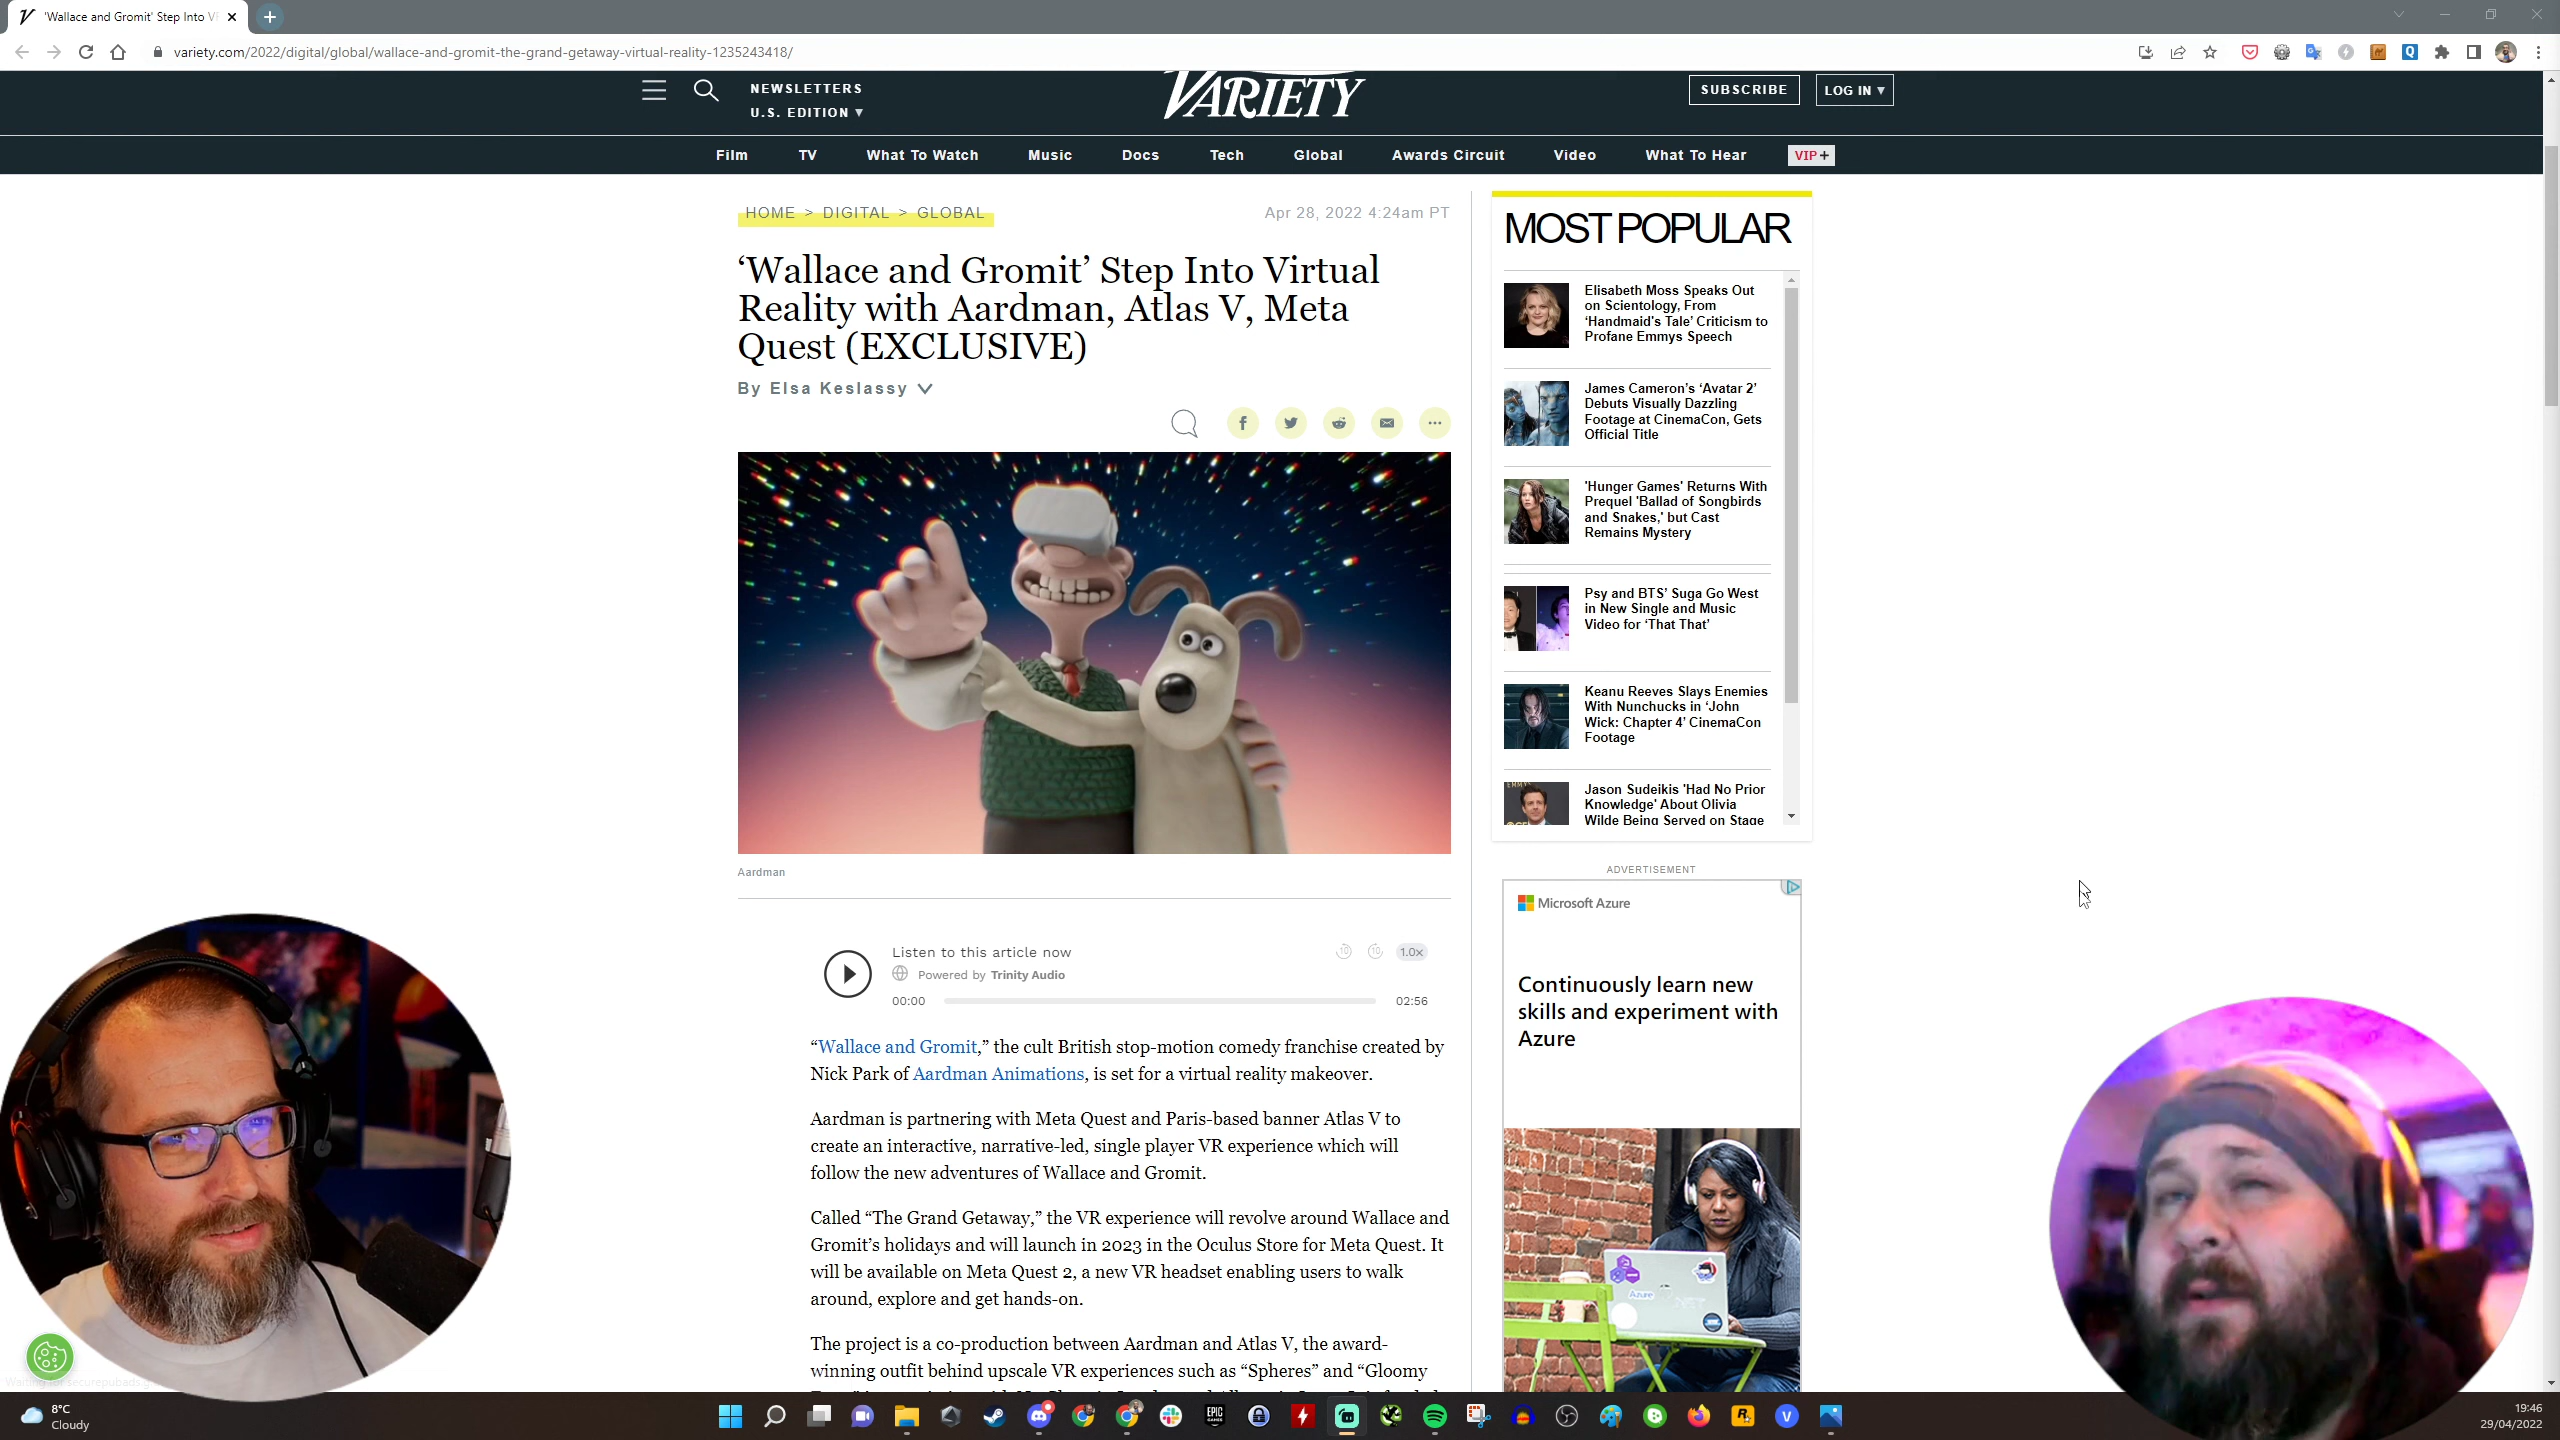 'Wallace and Gromit' Step Into V
variety.com/2022/digital/global/wallace-and-gromit-the-grand-getaway-virtual-reality-1235243418/
NEWSLETTERS
U.S. EDITION ▾
VARIETY
SUBSCRIBE
LOG IN ▾
Film TV What To Watch Music Docs Tech Global Awards Circuit Video What To Hear VIP+
HOME > DIGITAL > GLOBAL
Apr 28, 2022 4:24am PT
‘Wallace and Gromit’ Step Into Virtual
Reality with Aardman, Atlas V, Meta
Quest (EXCLUSIVE)
By Elsa Keslassy
Aardman
Listen to this article now
Powered by Trinity Audio
10 10 1.0x
00:00 02:56
“Wallace and Gromit,” the cult British stop-motion comedy franchise created by
Nick Park of Aardman Animations, is set for a virtual reality makeover.
Aardman is partnering with Meta Quest and Paris-based banner Atlas V to
create an interactive, narrative-led, single player VR experience which will
follow the new adventures of Wallace and Gromit.
Called “The Grand Getaway,” the VR experience will revolve around Wallace and
Gromit’s holidays and will launch in 2023 in the Oculus Store for Meta Quest. It
will be available on Meta Quest 2, a new VR headset enabling users to walk
around, explore and get hands-on.
The project is a co-production between Aardman and Atlas V, the award-
winning outfit behind upscale VR experiences such as “Spheres” and “Gloomy
MOST POPULAR
Elisabeth Moss Speaks Out
on Scientology, From
‘Handmaid's Tale’ Criticism to
Profane Emmys Speech
James Cameron’s ‘Avatar 2’
Debuts Visually Dazzling
Footage at CinemaCon, Gets
Official Title
'Hunger Games' Returns With
Prequel 'Ballad of Songbirds
and Snakes,' but Cast
Remains Mystery
Psy and BTS’ Suga Go West
in New Single and Music
Video for ‘That That’
Keanu Reeves Slays Enemies
With Nunchucks in ‘John
Wick: Chapter 4’ CinemaCon
Footage
Jason Sudeikis 'Had No Prior
Knowledge' About Olivia
Wilde Being Served on Stage
ADVERTISEMENT
Microsoft Azure
Continuously learn new
skills and experiment with
Azure
Azure
8°C
Cloudy
EPIC
GAMES
19:46
29/04/2022